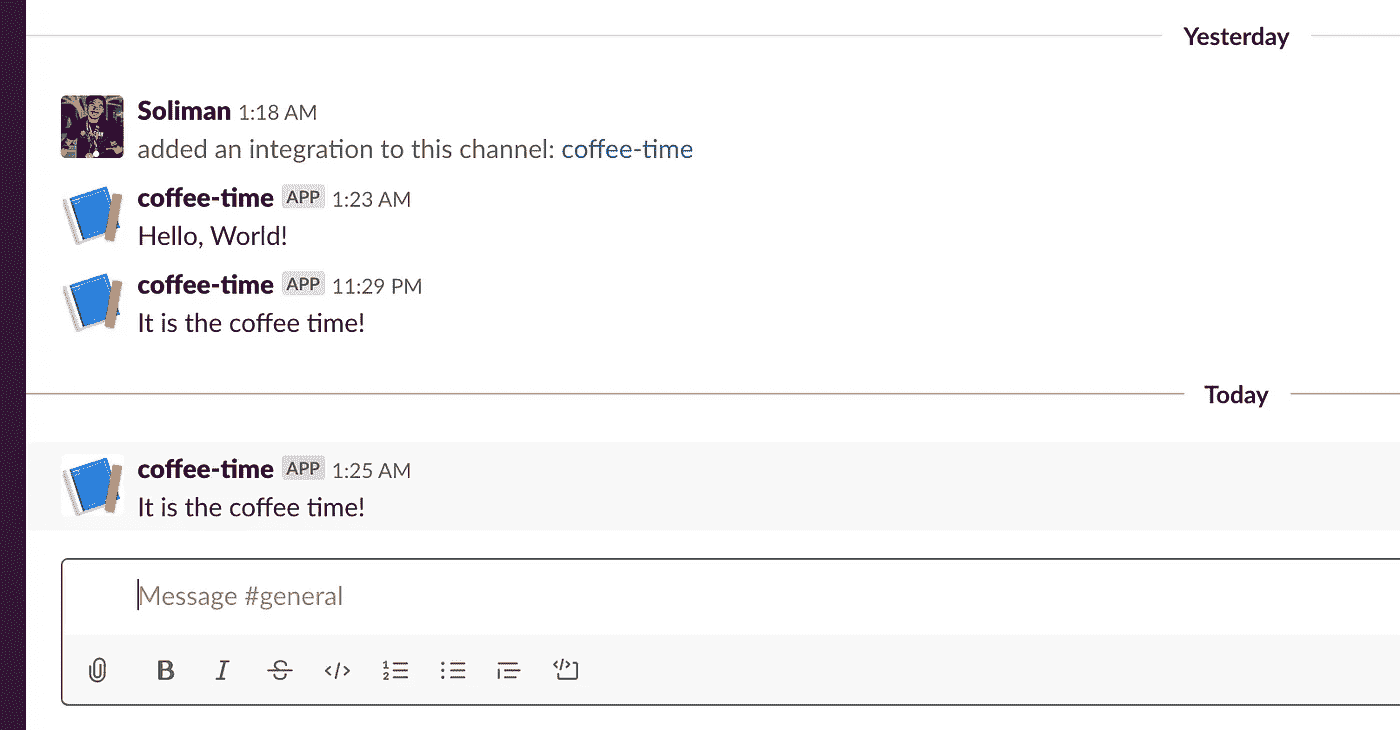 Yesterday
Soliman 1:18 AM
added an integration to this channel: coffee-time
coffee-time APP 1:23 AM
Hello, World!
coffee-time APP 11:29 PM
It is the coffee time!
Today
coffee-time APP 1:25 AM
It is the coffee time!
Message #general